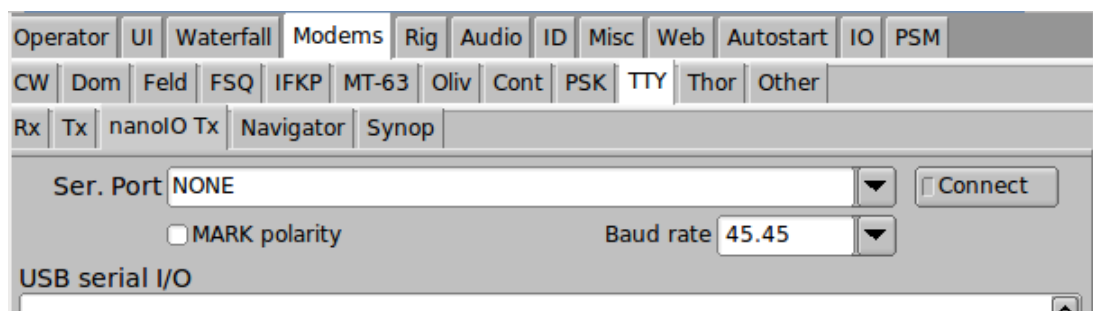 Operator UI Waterfall Modems Rig Audio ID Misc Web Autostart IO PSM
CW Dom Feld FSQ IFKP MT-63 Oliv Cont PSK TTY Thor Other
Rx Tx nanoIO Tx Navigator Synop
Ser. Port NONE Connect
MARK polarity Baud rate 45.45
USB serial I/O